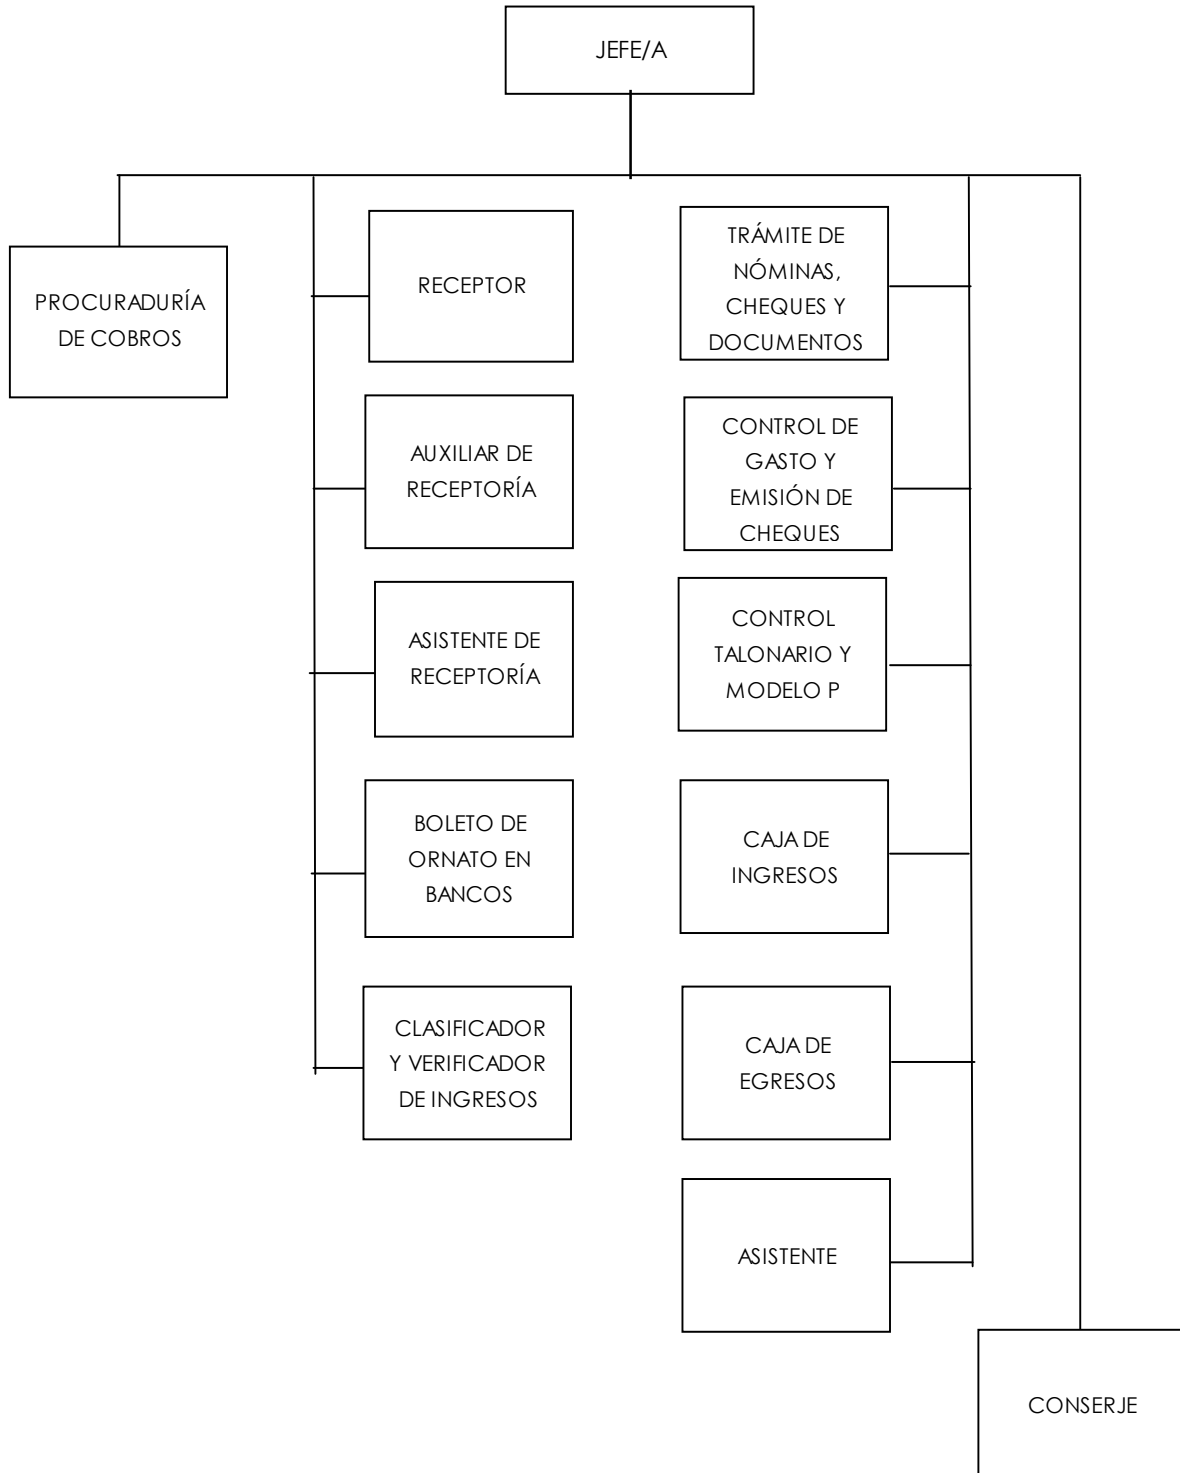 JEFE/A
PROCURADURÍA
DE COBROS
RECEPTOR
AUXILIAR DE
RECEPTORÍA
ASISTENTE DE
RECEPTORÍA
BOLETO DE
ORNATO EN
BANCOS
CLASIFICADOR
Y VERIFICADOR
DE INGRESOS
TRÁMITE DE
NÓMINAS,
CHEQUES Y
DOCUMENTOS
CONTROL DE
GASTO Y
EMISIÓN DE
CHEQUES
CONTROL
TALONARIO Y
MODELO P
CAJA DE
INGRESOS
CAJA DE
EGRESOS
ASISTENTE
CONSERJE